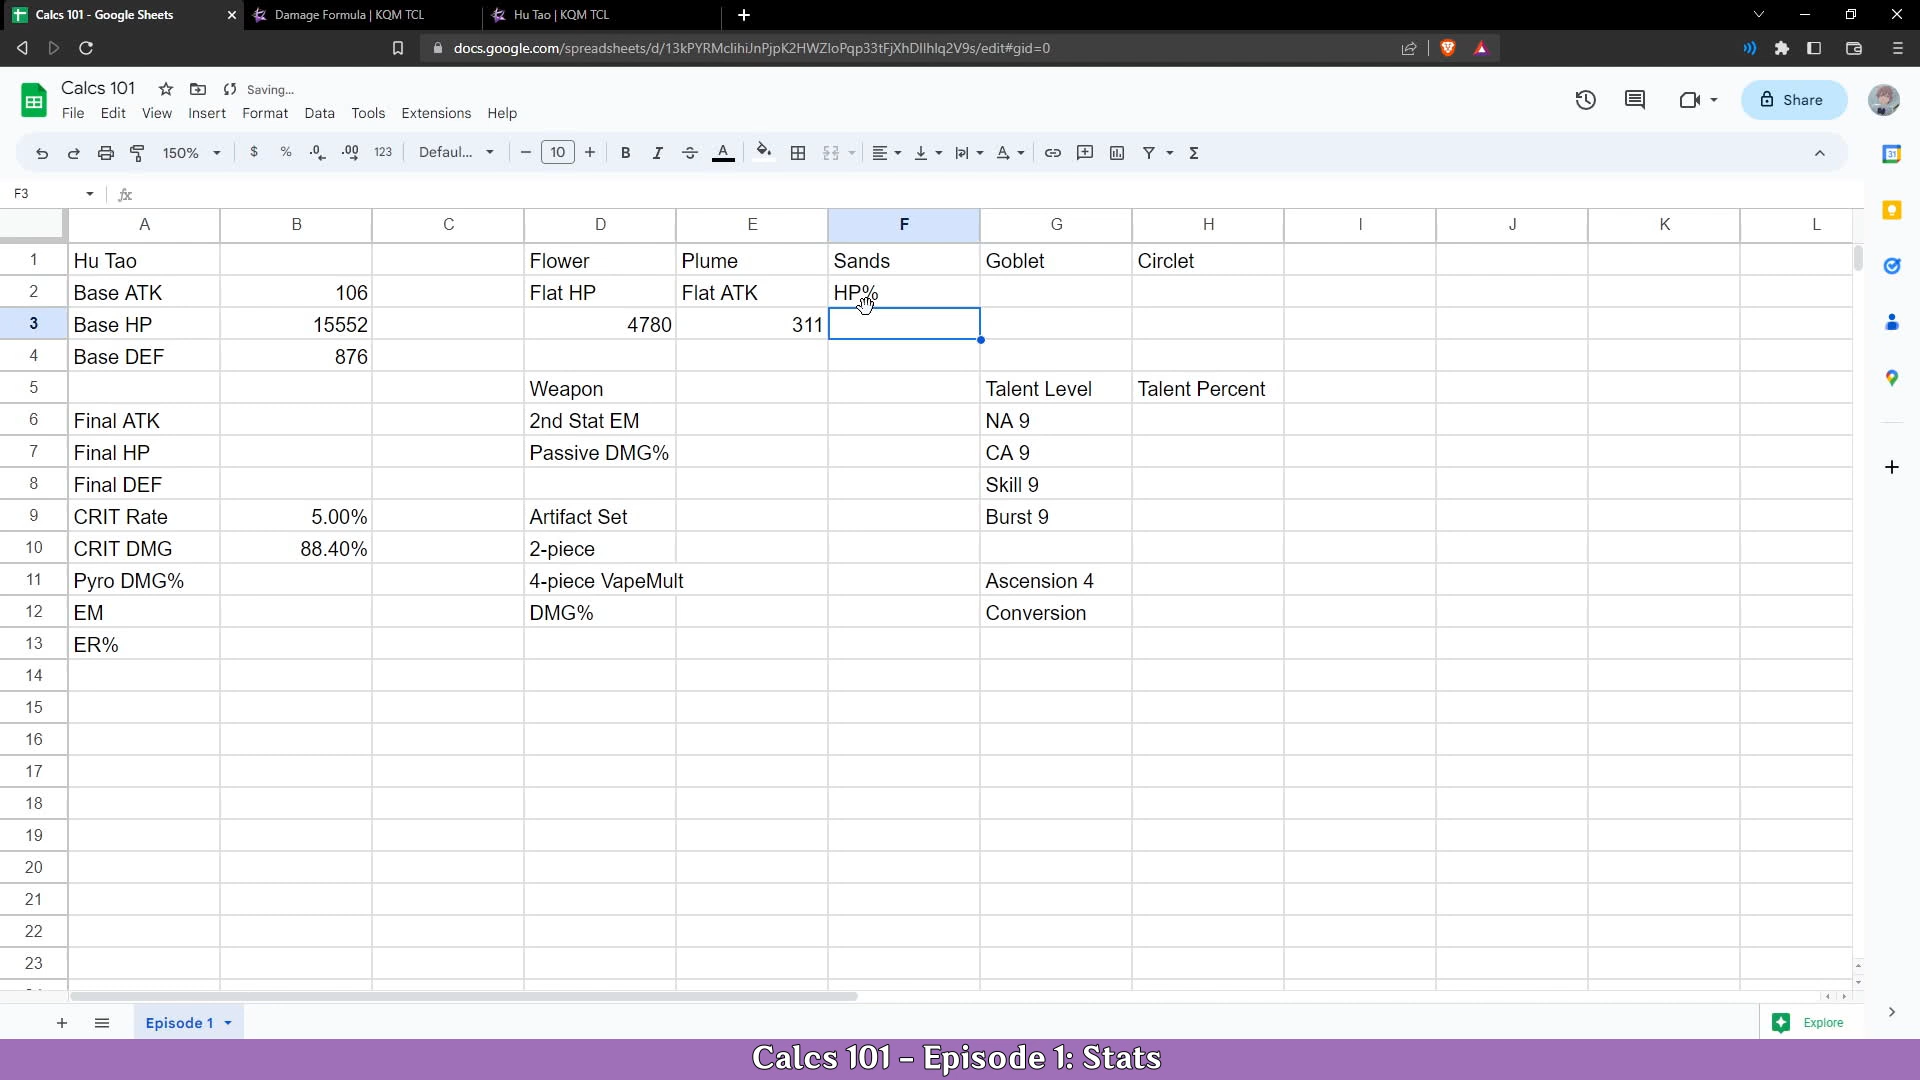 Calcs 101 - Google Sheets
Damage Formula | KQM TCL
Hu Tao | KQM TCL
docs.google.com/spreadsheets/d/13kPYRMclihiJnPjpK2HWZIoPqp33tFjXhDIlhlq2V9s/edit#gid=0
Calcs 101
Saving...
File Edit View Insert Format Data Tools Extensions Help
Share
150% $ % .0 .00 123 Defaul... 10 B I A
31
F3 fx
A B C D E F G H I J K L
1 Hu Tao Flower Plume Sands Goblet Circlet
2 Base ATK 106 Flat HP Flat ATK HP%
3 Base HP 15552 4780 311
4 Base DEF 876
5 Weapon Talent Level Talent Percent
6 Final ATK 2nd Stat EM NA 9
7 Final HP Passive DMG% CA 9
8 Final DEF Skill 9
9 CRIT Rate 5.00% Artifact Set Burst 9
10 CRIT DMG 88.40% 2-piece
11 Pyro DMG% 4-piece VapeMult Ascension 4
12 EM DMG% Conversion
13 ER%
14
15
16
17
18
19
20
21
22
23
Episode 1
Explore
Calcs 101 - Episode 1: Stats